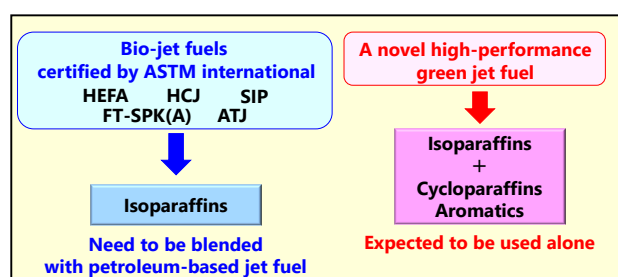 Bio-jet fuels
certified by ASTM international
HEFA HCJ SIP
FT-SPK(A) ATJ
Isoparaffins
Need to be blended
with petroleum-based jet fuel
A novel high-performance
green jet fuel
Isoparaffins
+
Cycloparaffins
Aromatics
Expected to be used alone